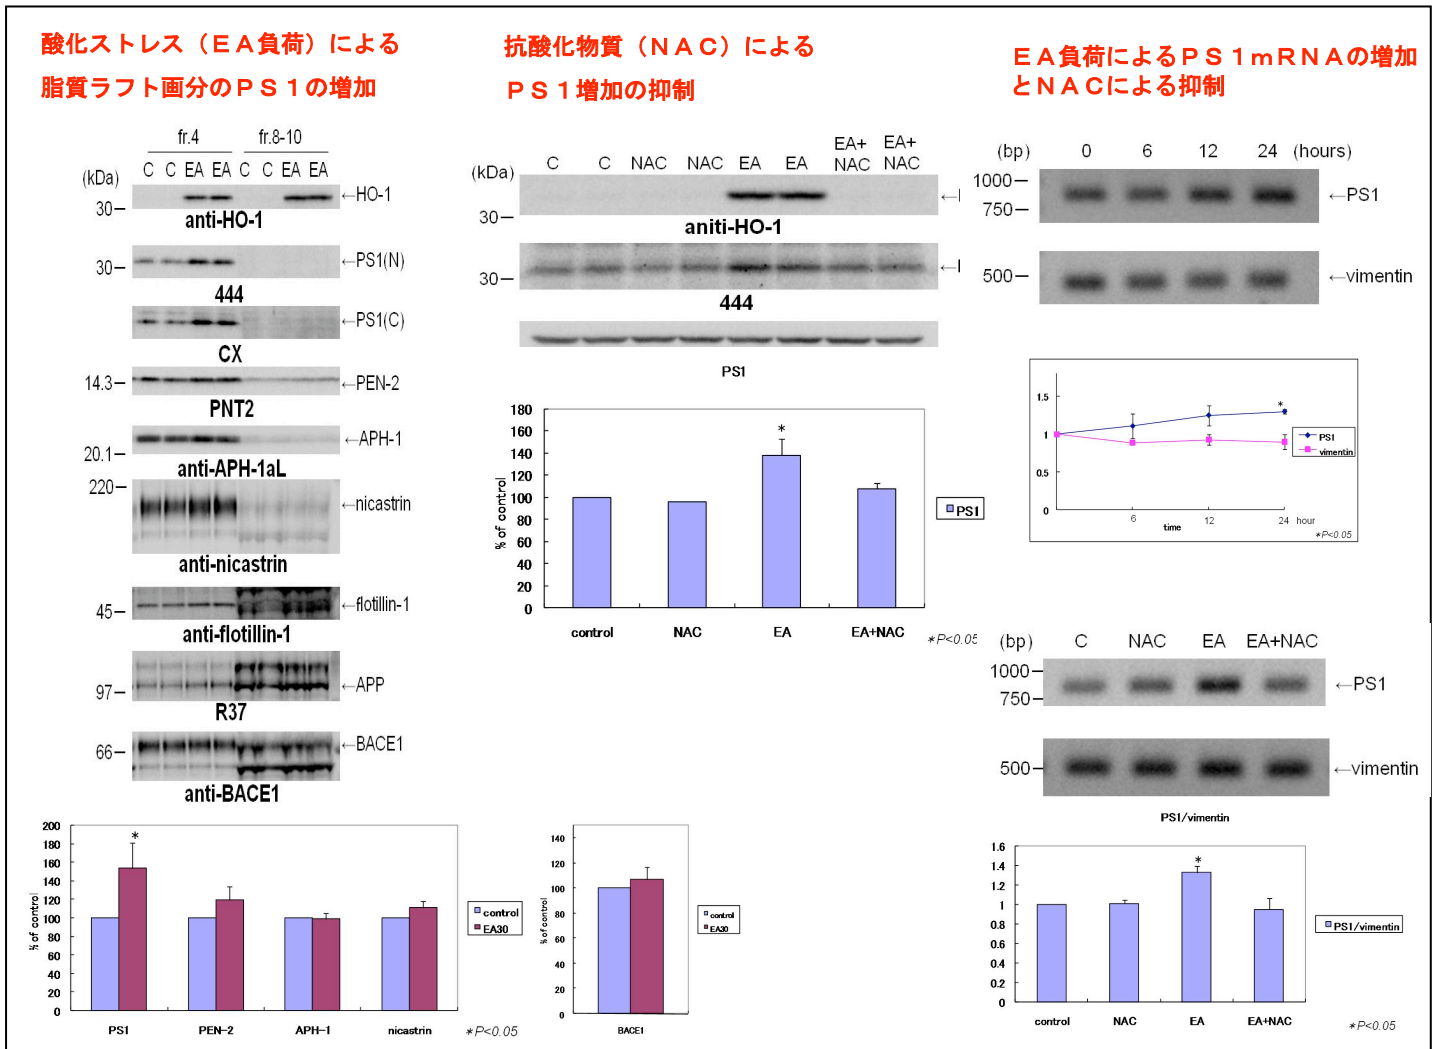 酸化ストレス（ＥＡ負荷）による
脂質ラフト画分のＰＳ１の増加
fr.4 fr.8-10
C C EA EA C C EA EA
(kDa)
←HO-1
30
anti-HO-1
30
←PS1(N)
444
←PS1(C)
CX
14.3
←PEN-2
PNT2
←APH-1
20.1
anti-APH-1aL
220
←nicastrin
anti-nicastrin
45
←flotillin-1
anti-flotillin-1
97
←APP
R37
66
←BACE1
anti-BACE1
200
180
160
140
120
100
80
60
40
20
0
% of control
*
PS1 PEN-2 APH-1 nicastrin
control
EA30
*P<0.05
140
120
100
80
60
40
20
0
% of control
BACE1
control
EA30
抗酸化物質（ＮＡＣ）による
ＰＳ１増加の抑制
C C NAC NAC EA EA EA+ NAC EA+ NAC
(kDa)
30
aniti-HO-1
30
444
PS1
180
160
140
120
100
80
60
40
20
0
% of control
*
control NAC EA EA+NAC
PS1
*P<0.05
ＥＡ負荷によるＰＳ１ｍＲＮＡの増加
とＮＡＣによる抑制
(bp) 0 6 12 24 (hours)
1000
750
←PS1
500
←vimentin
1.5
1
0.5
0
*
6 12 24 hour
time
PS1
vimentin
*P<0.05
(bp) C NAC EA EA+NAC
1000
750
←PS1
500
←vimentin
PS1/vimentin
1.6
1.4
1.2
1
0.8
0.6
0.4
0.2
0
*
control NAC EA EA+NAC
PS1/vimentin
*P<0.05